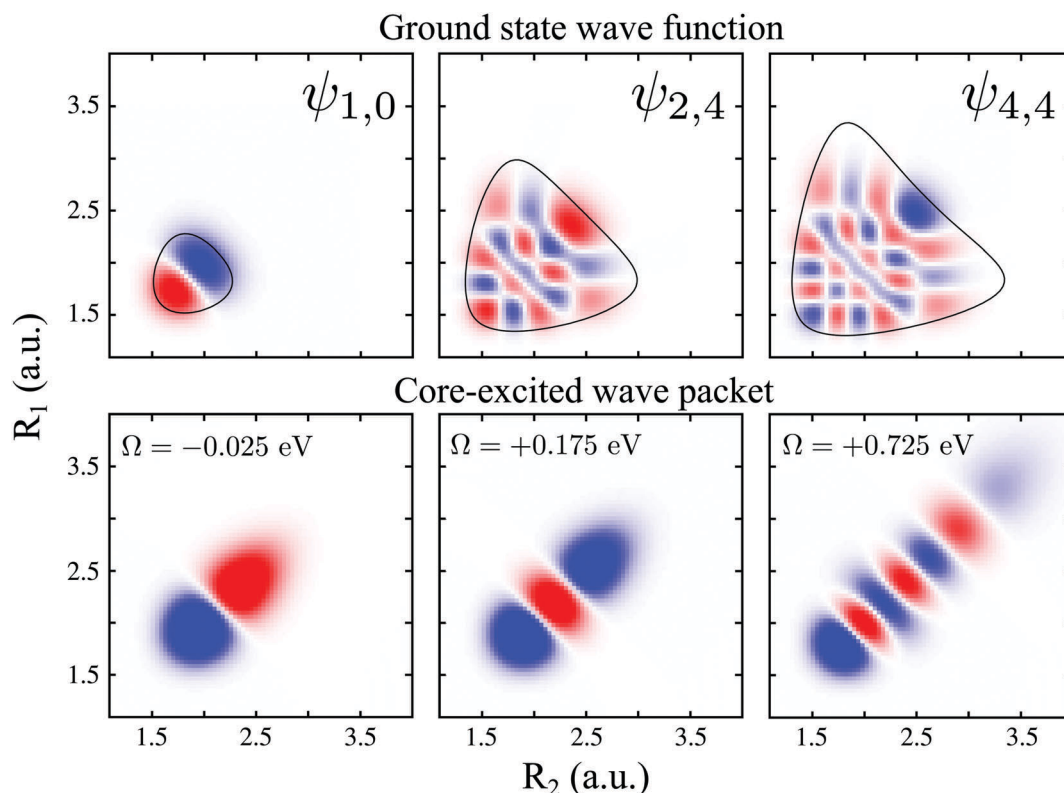 Ground state wave function
ψ1,0 ψ2,4 ψ4,4
3.5
2.5
1.5
Core-excited wave packet
Ω = −0.025 eV Ω = +0.175 eV Ω = +0.725 eV
3.5
2.5
1.5
1.5 2.5 3.5 1.5 2.5 3.5 1.5 2.5 3.5
R1 (a.u.)
R2 (a.u.)